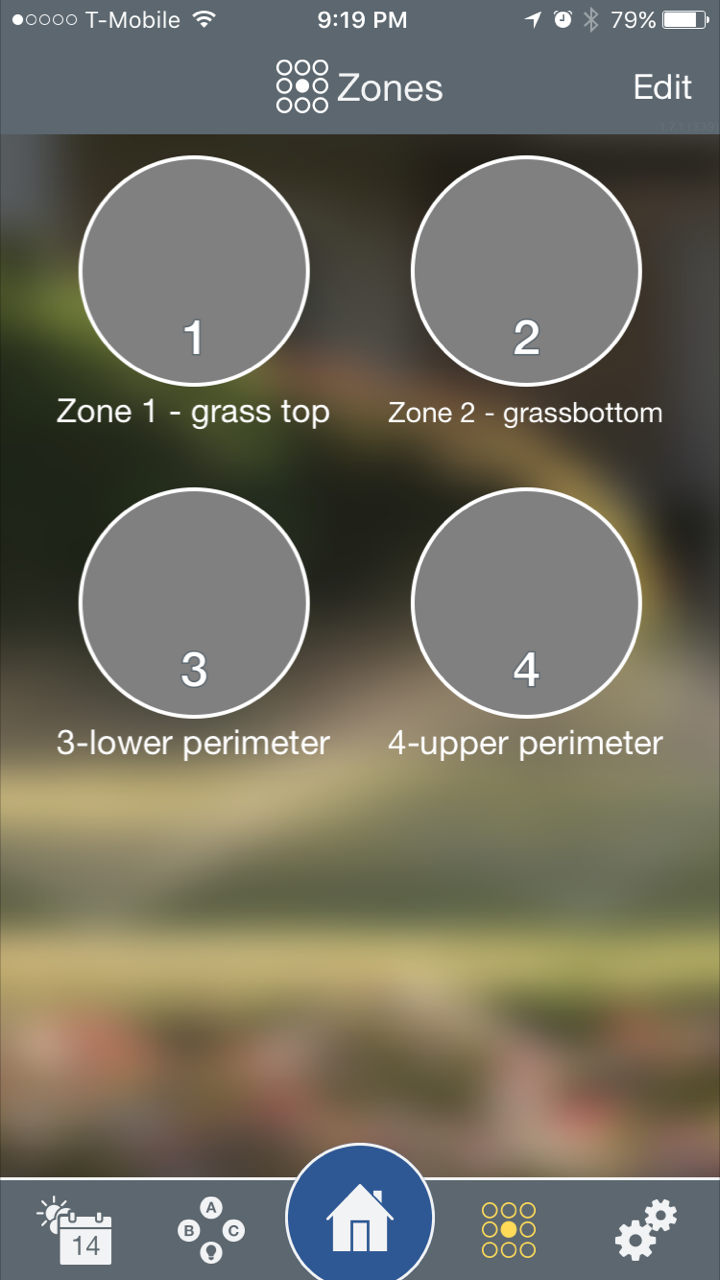 T-Mobile 9:19 PM 79%
Zones Edit
1 2
Zone 1 - grass top Zone 2 - grassbottom
3 4
3-lower perimeter 4-upper perimeter
A
B C
14